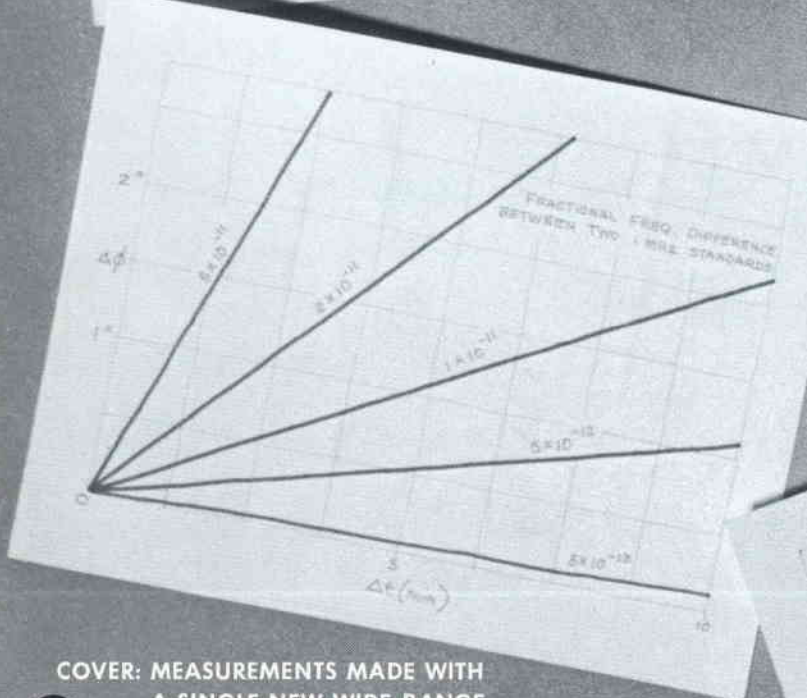 2°
Δφ
1°
0
5×10⁻¹¹
2×10⁻¹¹
FRACTIONAL FREQ. DIFFERENCE
BETWEEN TWO 1 MHz STANDARDS
1×10⁻¹¹
5×10⁻¹²
5×10⁻¹³
5
Δt (min)
10
COVER: MEASUREMENTS MADE WITH
A SINGLE NEW WIDE RANGE